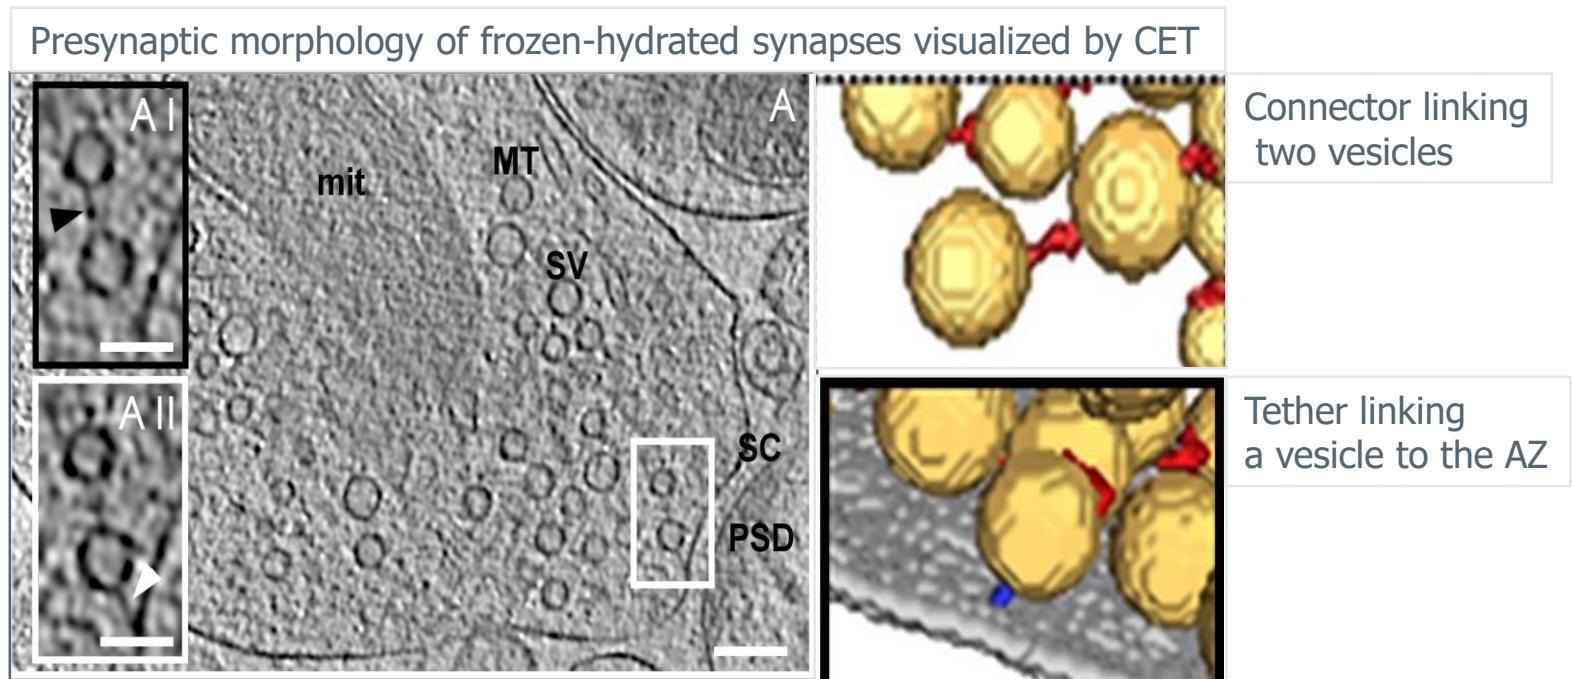 Presynaptic morphology of frozen-hydrated synapses visualized by CET
A I
A
MT
mit
SV
A II
SC
PSD
Connector linking
two vesicles
Tether linking
a vesicle to the AZ